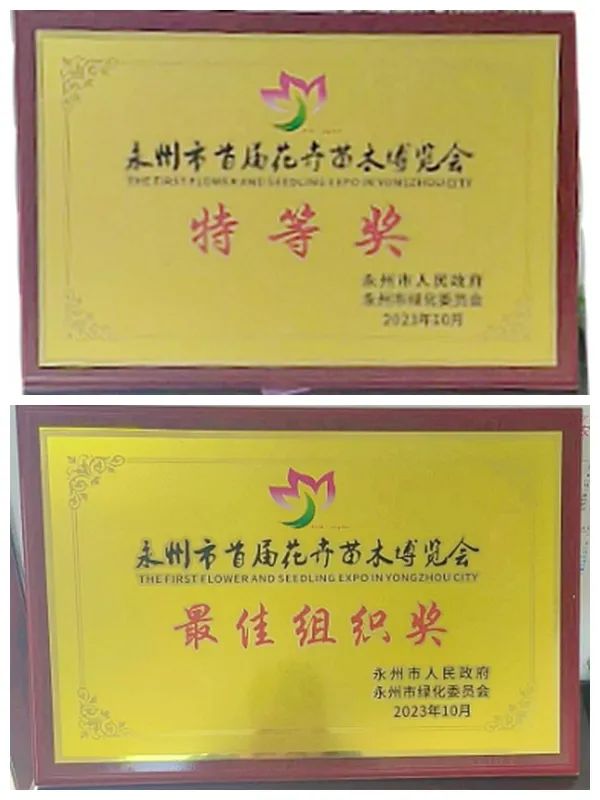 永州市首届花卉苗木博览会
THE FIRST FLOWER AND SEEDLING EXPO IN YONGZHOU CITY
特等奖
永州市人民政府
永州市绿化委员会
2023年10月
永州市首届花卉苗木博览会
THE FIRST FLOWER AND SEEDLING EXPO IN YONGZHOU CITY
最佳组织奖
永州市人民政府
永州市绿化委员会
2023年10月